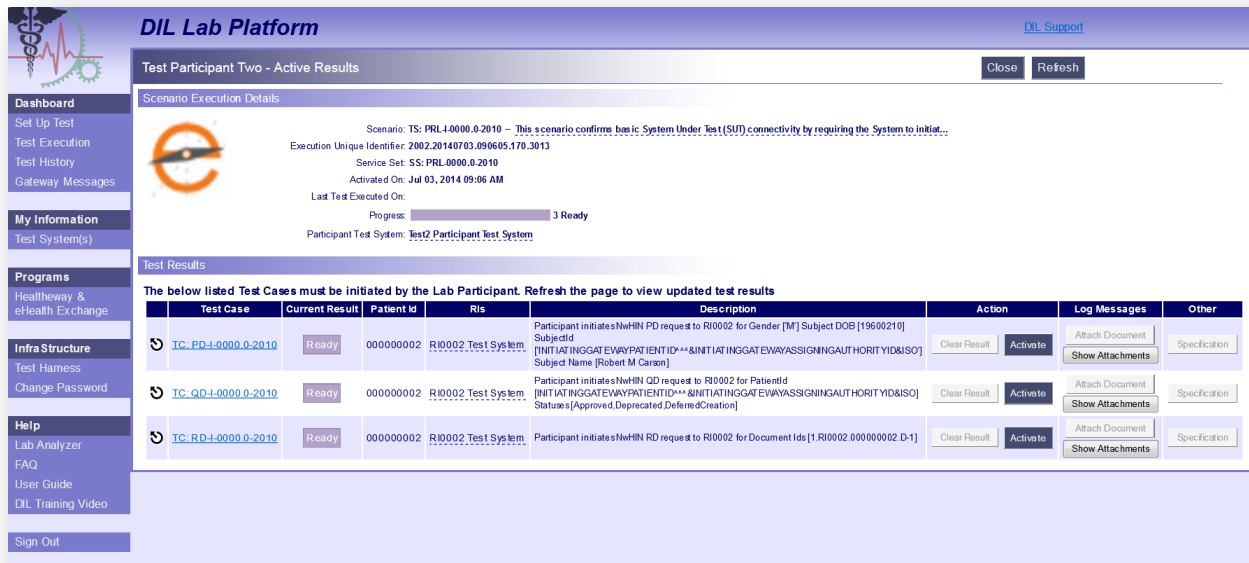 DIL Lab Platform
DIL Support
Test Participant Two - Active Results
Close Refresh
Dashboard
Set Up Test
Test Execution
Test History
Gateway Messages
My Information
Test System(s)
Programs
Healtheway &
eHealth Exchange
InfraStructure
Test Harness
Change Password
Help
Lab Analyzer
FAQ
User Guide
DIL Training Video
Sign Out
Scenario Execution Details
Scenario: TS: PRL-I-0000.0-2010 – This scenario confirms basic System Under Test (SUT) connectivity by requiring the System to initiat...
Execution Unique Identifier: 2002.20140703.090605.170.3013
Service Set: SS: PRL-0000.0-2010
Activated On: Jul 03, 2014 09:06 AM
Last Test Executed On:
Progress: 3 Ready
Participant Test System: Test2 Participant Test System
Test Results
The below listed Test Cases must be initiated by the Lab Participant. Refresh the page to view updated test results
Test Case Current Result Patient Id RIs Description Action Log Messages Other
TC: PD-I-0000.0-2010 Ready 000000002 RI0002 Test System
Participant initiates NwHIN PD request to RI0002 for Gender ['M'] Subject DOB [19600210]
SubjectId
['INITIATINGGATEWAYPATIENTID^^^&INITIATINGGATEWAYASSIGNINGAUTHORITYID&ISO']
Subject Name [Robert M Carson]
Clear Result Activate
Attach Document
Show Attachments
Specification
TC: QD-I-0000.0-2010 Ready 000000002 RI0002 Test System
Participant initiates NwHIN QD request to RI0002 for PatientId
[INITIATINGGATEWAYPATIENTID^^^&INITIATINGGATEWAYASSIGNINGAUTHORITYID&ISO]
Statuses [Approved,Deprecated,DeferredCreation]
Clear Result Activate
Attach Document
Show Attachments
Specification
TC: RD-I-0000.0-2010 Ready 000000002 RI0002 Test System
Participant initiates NwHIN RD request to RI0002 for Document Ids [1.RI0002.000000002.D-1]
Clear Result Activate
Attach Document
Show Attachments
Specification